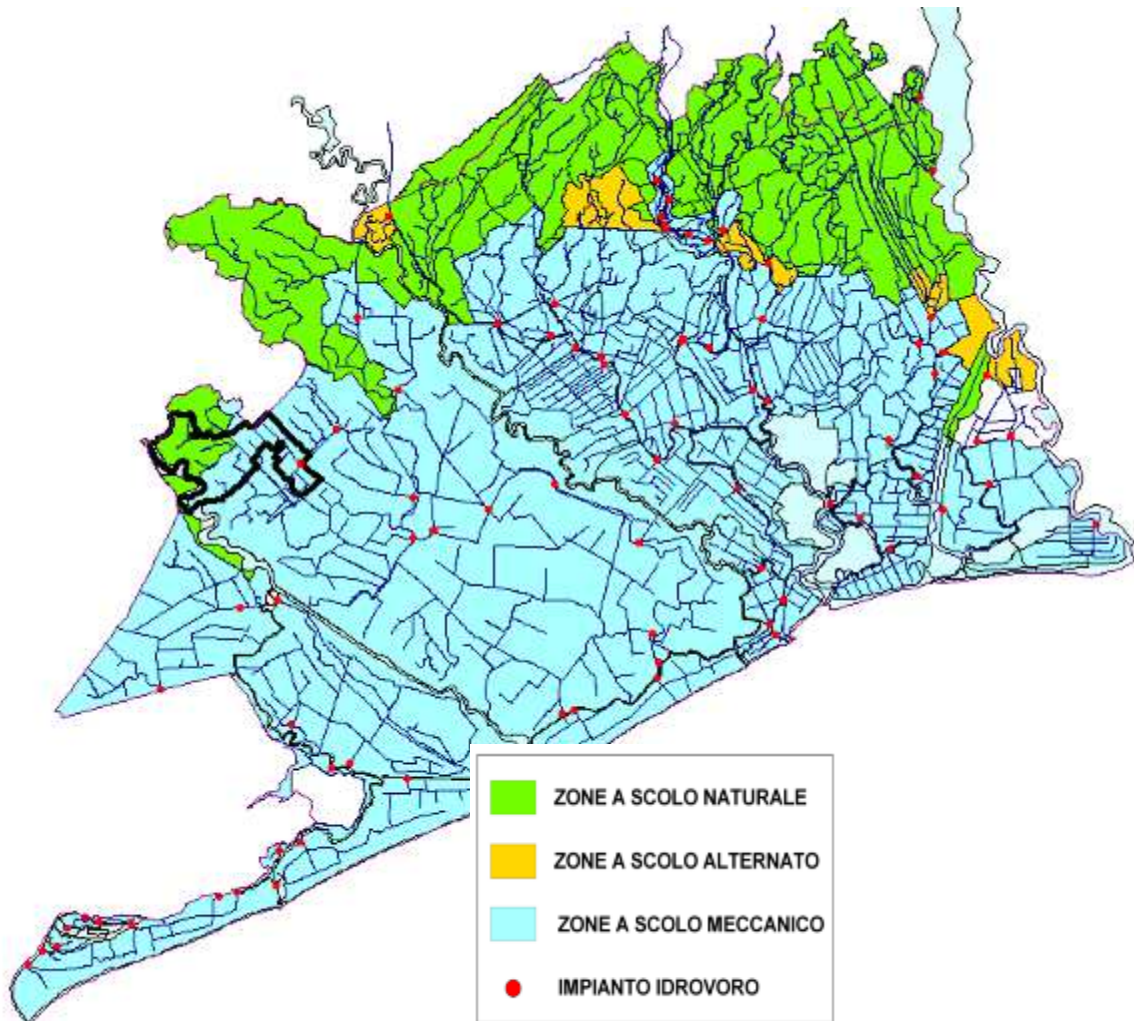 ZONE A SCOLO NATURALE
ZONE A SCOLO ALTERNATO
ZONE A SCOLO MECCANICO
IMPIANTO IDROVORO